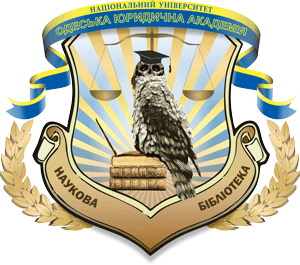 НАЦІОНАЛЬНИЙ УНІВЕРСИТЕТ
ОДЕСЬКА ЮРИДИЧНА АКАДЕМІЯ
НАУКОВА
БІБЛІОТЕКА